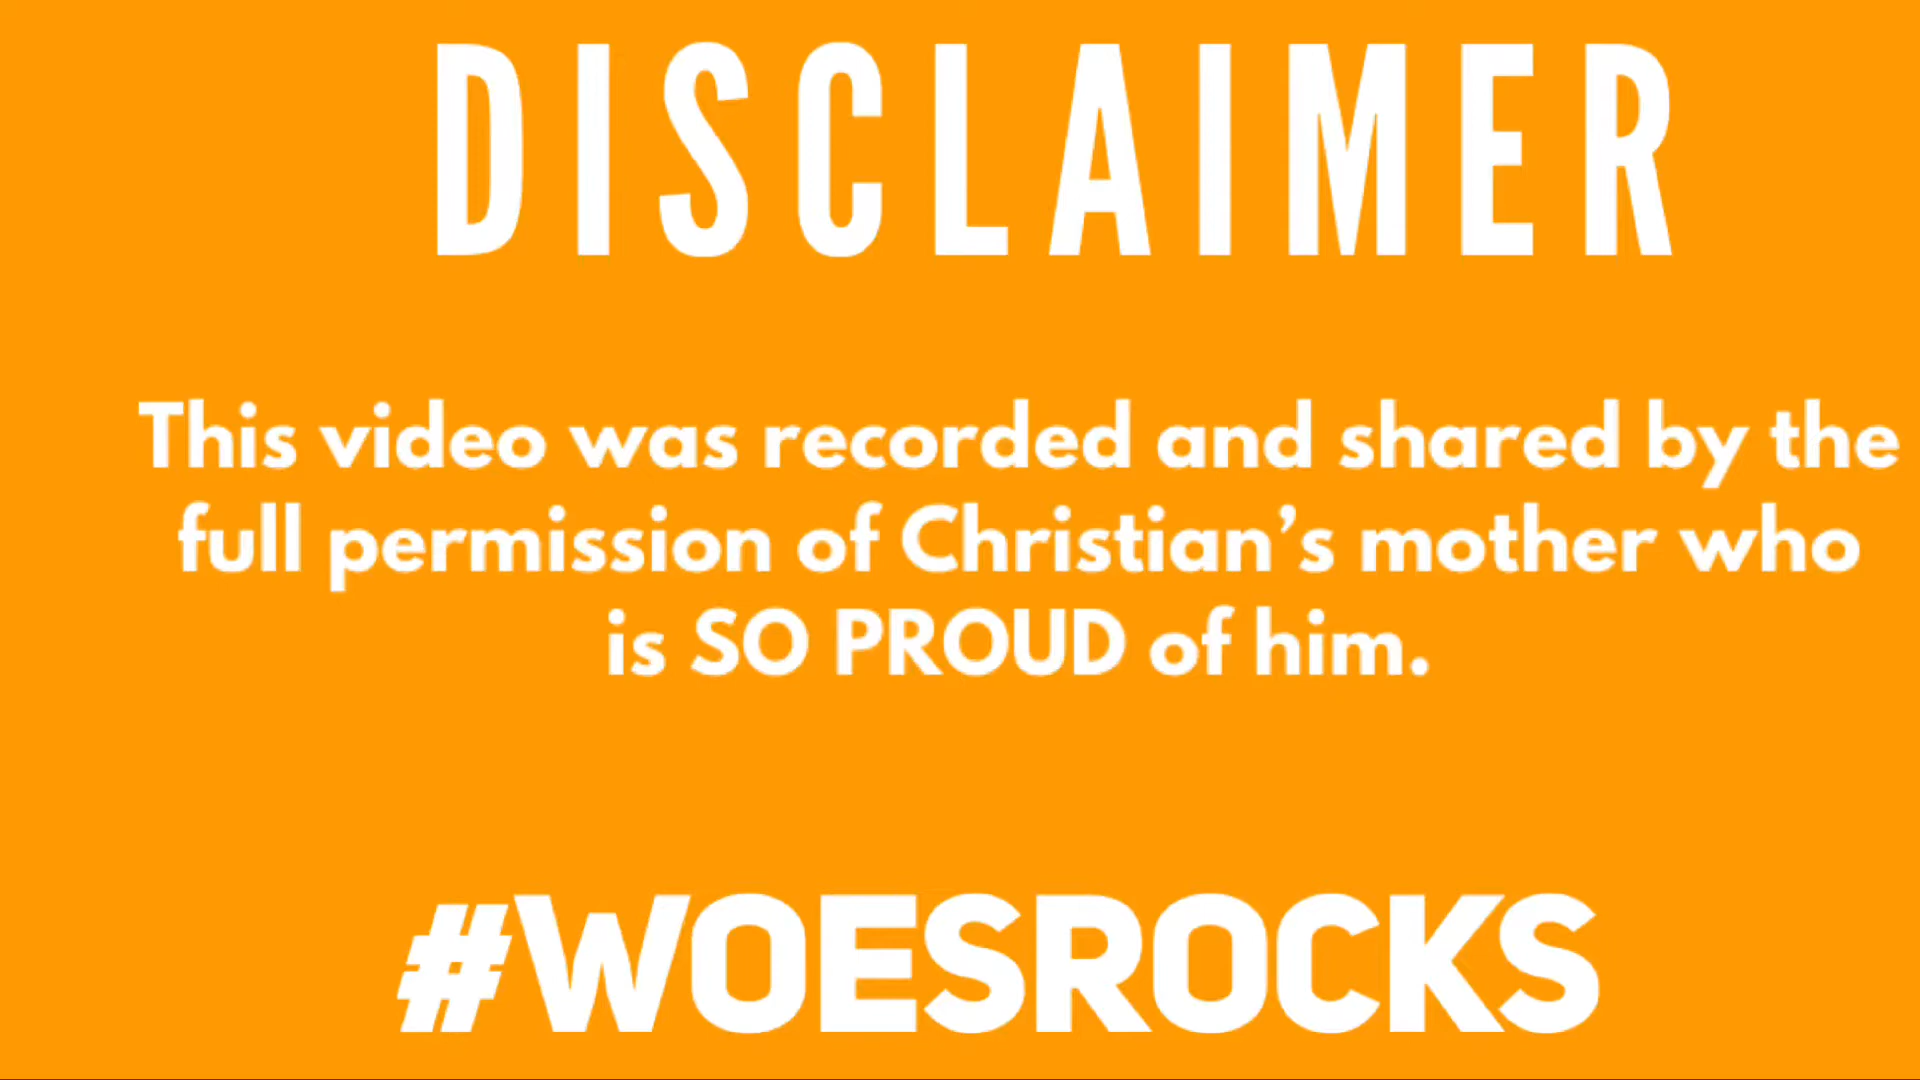 DISCLAIMER
This video was recorded and shared by the
full permission of Christian’s mother who
is SO PROUD of him.
#WOESROCKS